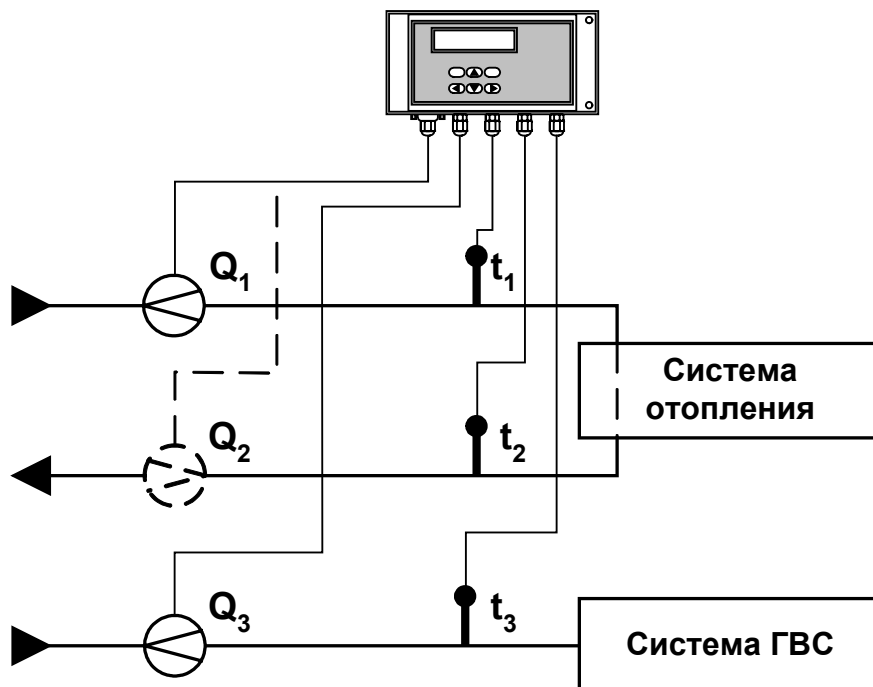 Q1
t1
Система
отопления
Q2
t2
Q3
t3
Система ГВС